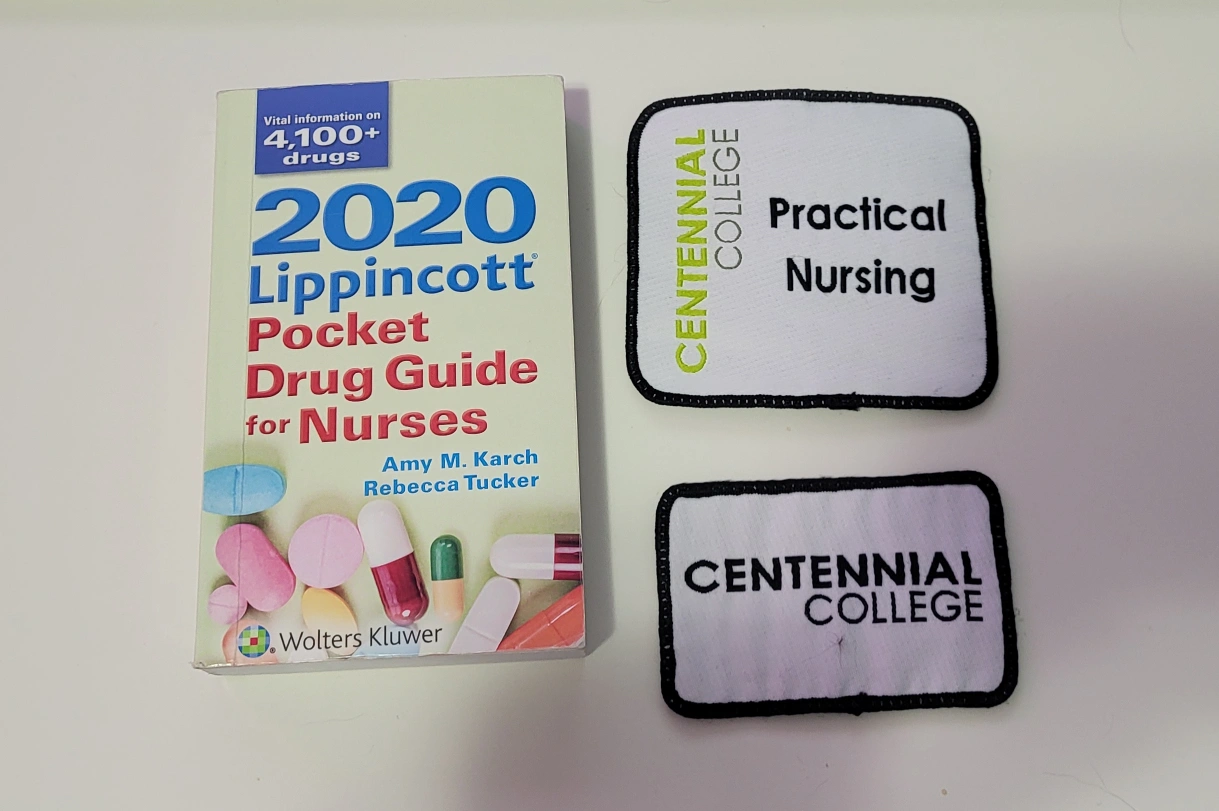 Vital information on
4,100+
drugs
2020
Lippincott®
Pocket
Drug Guide
for Nurses
Amy M. Karch
Rebecca Tucker
Wolters Kluwer
CENTENNIAL
COLLEGE
Practical
Nursing
CENTENNIAL
COLLEGE